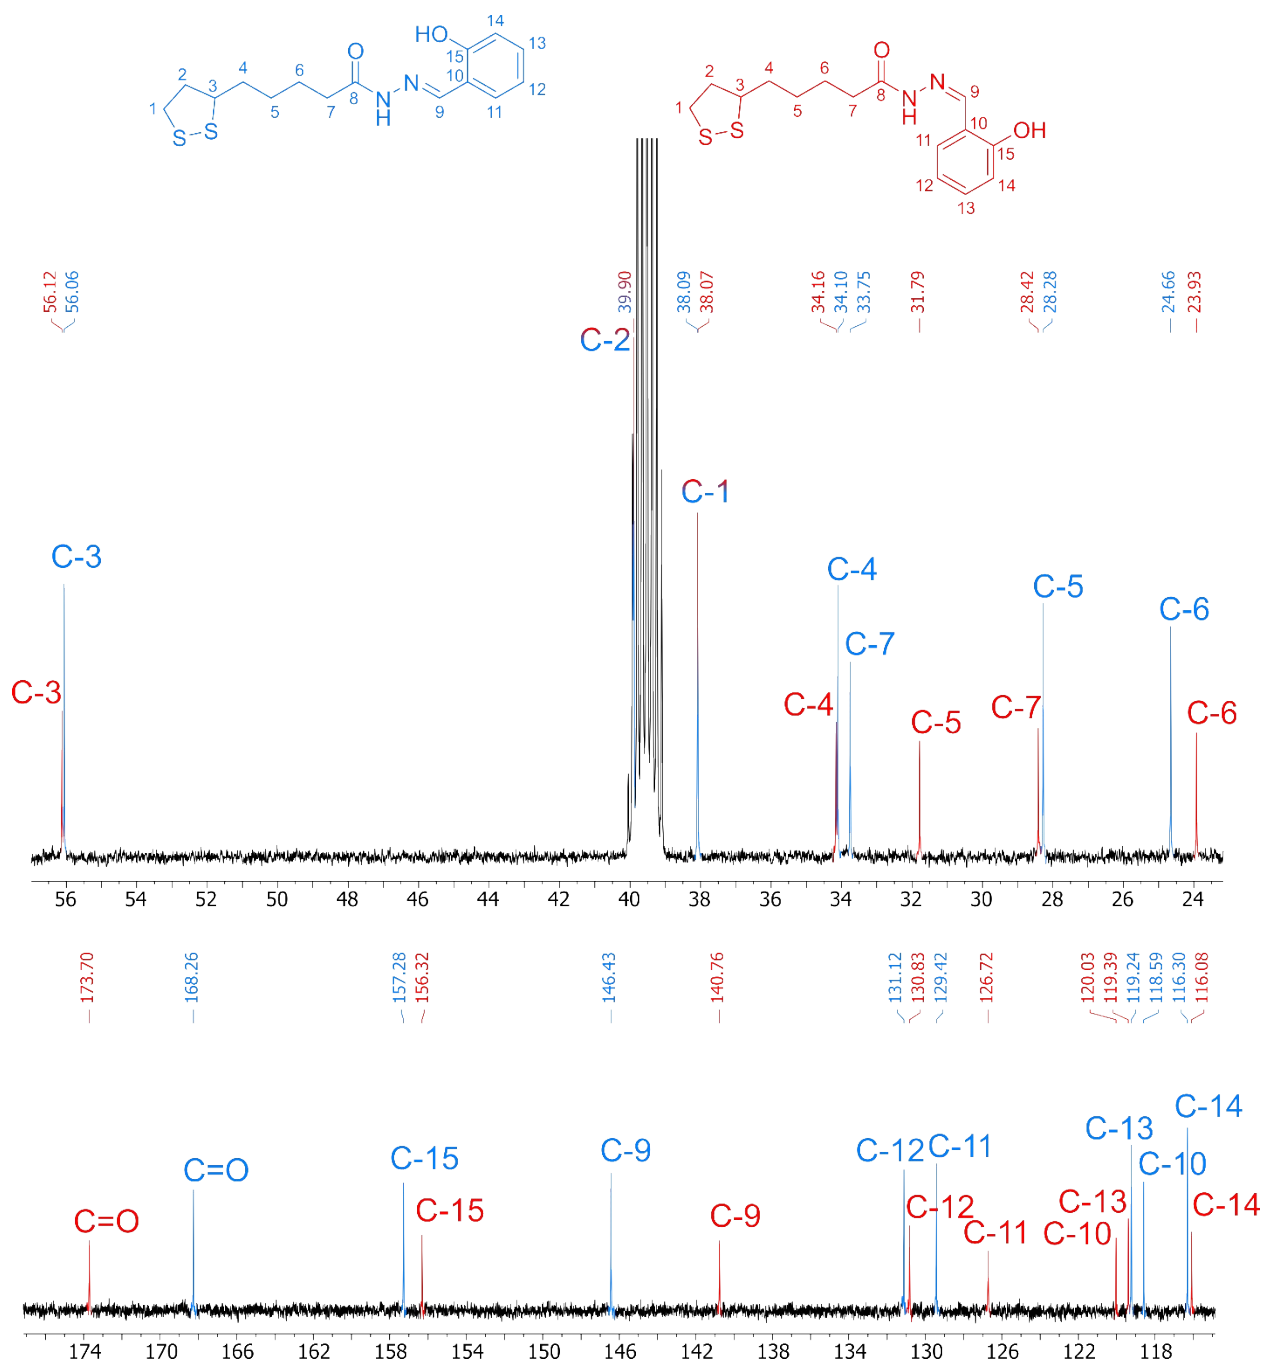 HO 14
13
15
O
2 4 6
N
10
12
3
8
1
5 7 N
H
9 11
S S
O
2 4 6
N 9
3
8
1
5 7 N
H
10
11
OH
S S
15
12
14
13
56.12
56.06
39.90
38.09
38.07
34.16
34.10
33.75
31.79
28.42
28.28
24.66
23.93
C-2
C-1
C-3
C-4
C-5
C-6
C-7
C-3
C-4
C-5
C-7
C-6
56 54 52 50 48 46 44 42 40 38 36 34 32 30 28 26 24
173.70
168.26
157.28
156.32
146.43
140.76
131.12
130.83
129.42
126.72
120.03
119.39
119.24
118.59
116.30
116.08
C-14
C=O
C-15
C-9
C-12
C-11
C-13
C-10
C=O
C-15
C-9
C-12
C-11
C-13
C-10
C-14
174 170 166 162 158 154 150 146 142 138 134 130 126 122 118